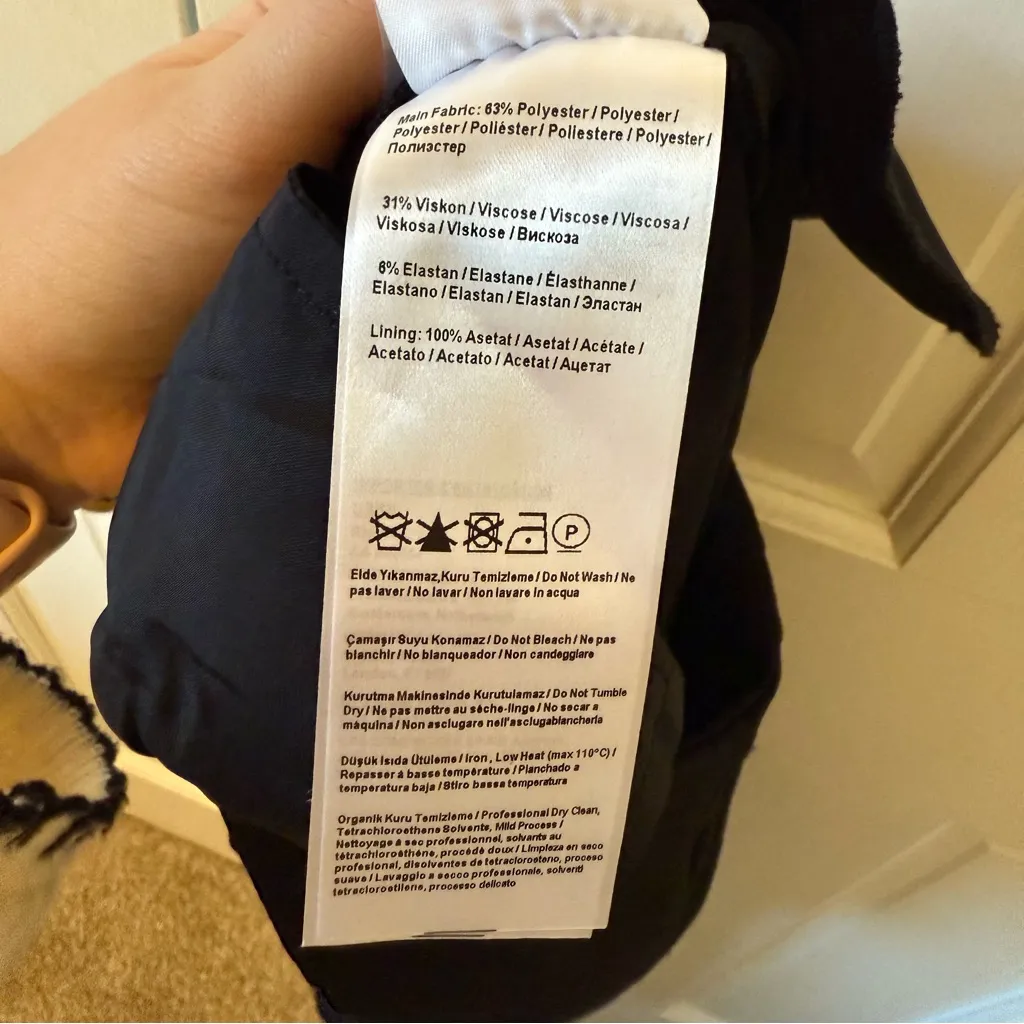 Main Fabric: 63% Polyester / Polyester /
Polyester / Poliéster / Poliestere / Polyester /
Полиэстер
31% Viskon / Viscose / Viscose / Viscosa /
Viskosa / Viskose / Вискоза
6% Elastan / Elastane / Élasthanne /
Elastano / Elastan / Elastan / Эластан
Lining: 100% Asetat / Asetat / Acétate /
Acetato / Acetato / Acetat / Ацетат
P
Elde Yıkanmaz,Kuru Temizleme / Do Not Wash / Ne
pas laver / No lavar / Non lavare in acqua
Çamaşır Suyu Konamaz / Do Not Bleach / Ne pas
blanchir / No blanqueador / Non candeggiare
Kurutma Makinesinde Kurutulamaz / Do Not Tumble
Dry / Ne pas mettre au sèche-linge / No secar a
máquina / Non asciugare nell'asciugabiancheria
Düşük Isıda Ütüleme / Iron , Low Heat (max 110°C) /
Repasser à basse température / Planchado a
temperatura baja / Stiro bassa temperatura
Organik Kuru Temizleme / Professional Dry Clean,
Tetrachloroethene Solvents, Mild Process /
Nettoyage à sec professionnel, solvants au
tétrachloroéthène, procédé doux / Limpieza en seco
profesional, disolventes de tetracloroeteno, proceso
suave / Lavaggio a secco professionale, solventi
tetracloroetilene, processo delicato